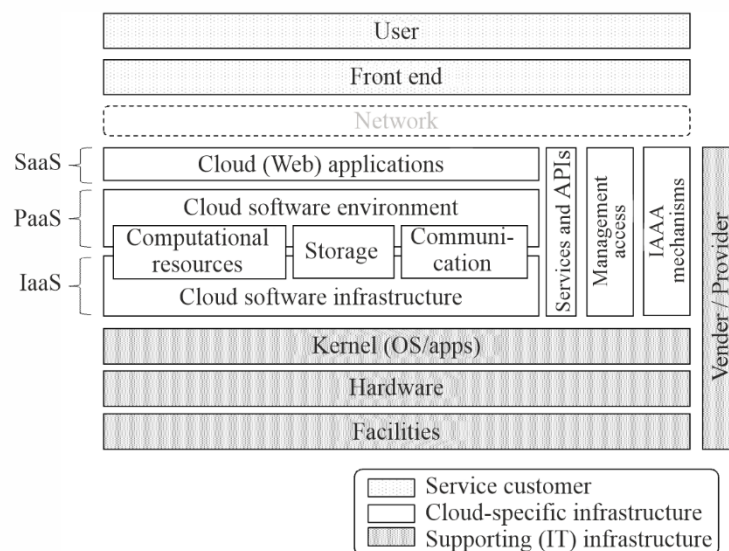 User
Front end
Network
SaaS
Cloud (Web) applications
PaaS
Cloud software environment
Computational
resources
Storage
Communi-
cation
IaaS
Cloud software infrastructure
Services and APIs
Management
access
IAAA
mechanisms
Vender / Provider
Kernel (OS/apps)
Hardware
Facilities
Service customer
Cloud-specific infrastructure
Supporting (IT) infrastructure